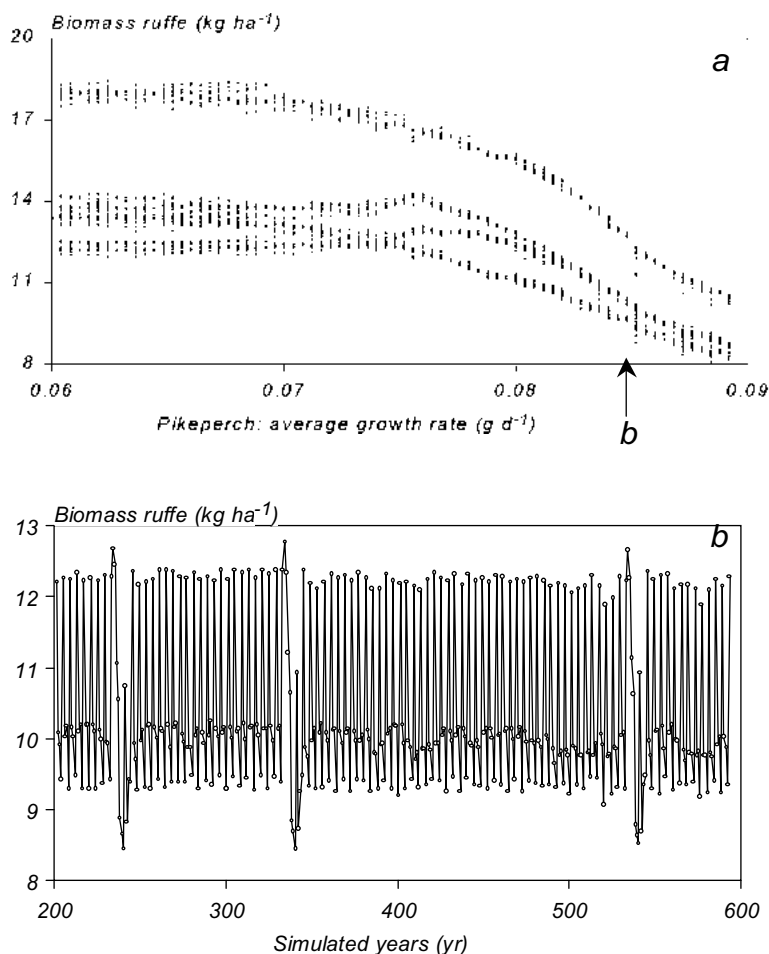 Biomass ruffe (kg ha-1)
20
a
17
14
11
8
0.06 0.07 0.08 0.09
Pikeperch: average growth rate (g d-1)
b
Biomass ruffe (kg ha-1)
13
b
12
11
10
9
8
200 300 400 500 600
Simulated years (yr)